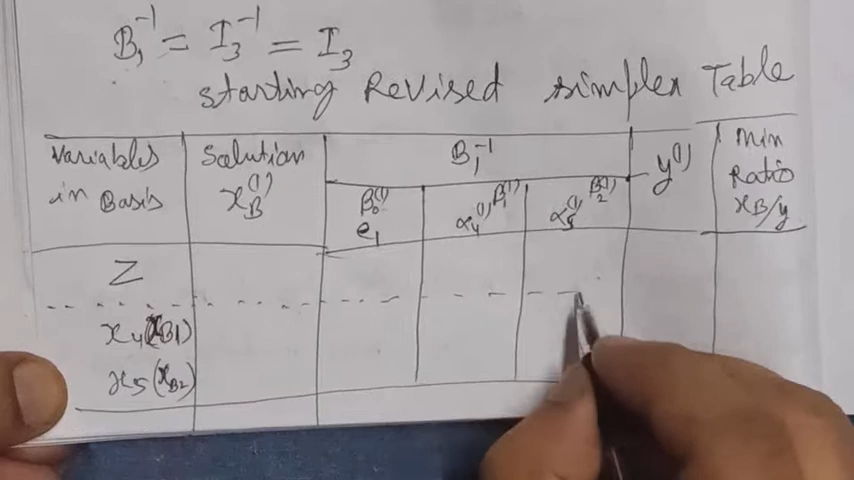 B₁⁻¹ = I₃⁻¹ = I₃
starting Revised simplex Table
Variables in Basis
Solution x_B⁽¹⁾
B₁⁻¹
β₀⁽¹⁾ e₁
α₄⁽¹⁾ β₁⁽¹⁾
α₅⁽¹⁾ β₂⁽¹⁾
y⁽¹⁾
Min Ratio x_B/y
Z
x₄(x_B1)
x₅(x_B2)